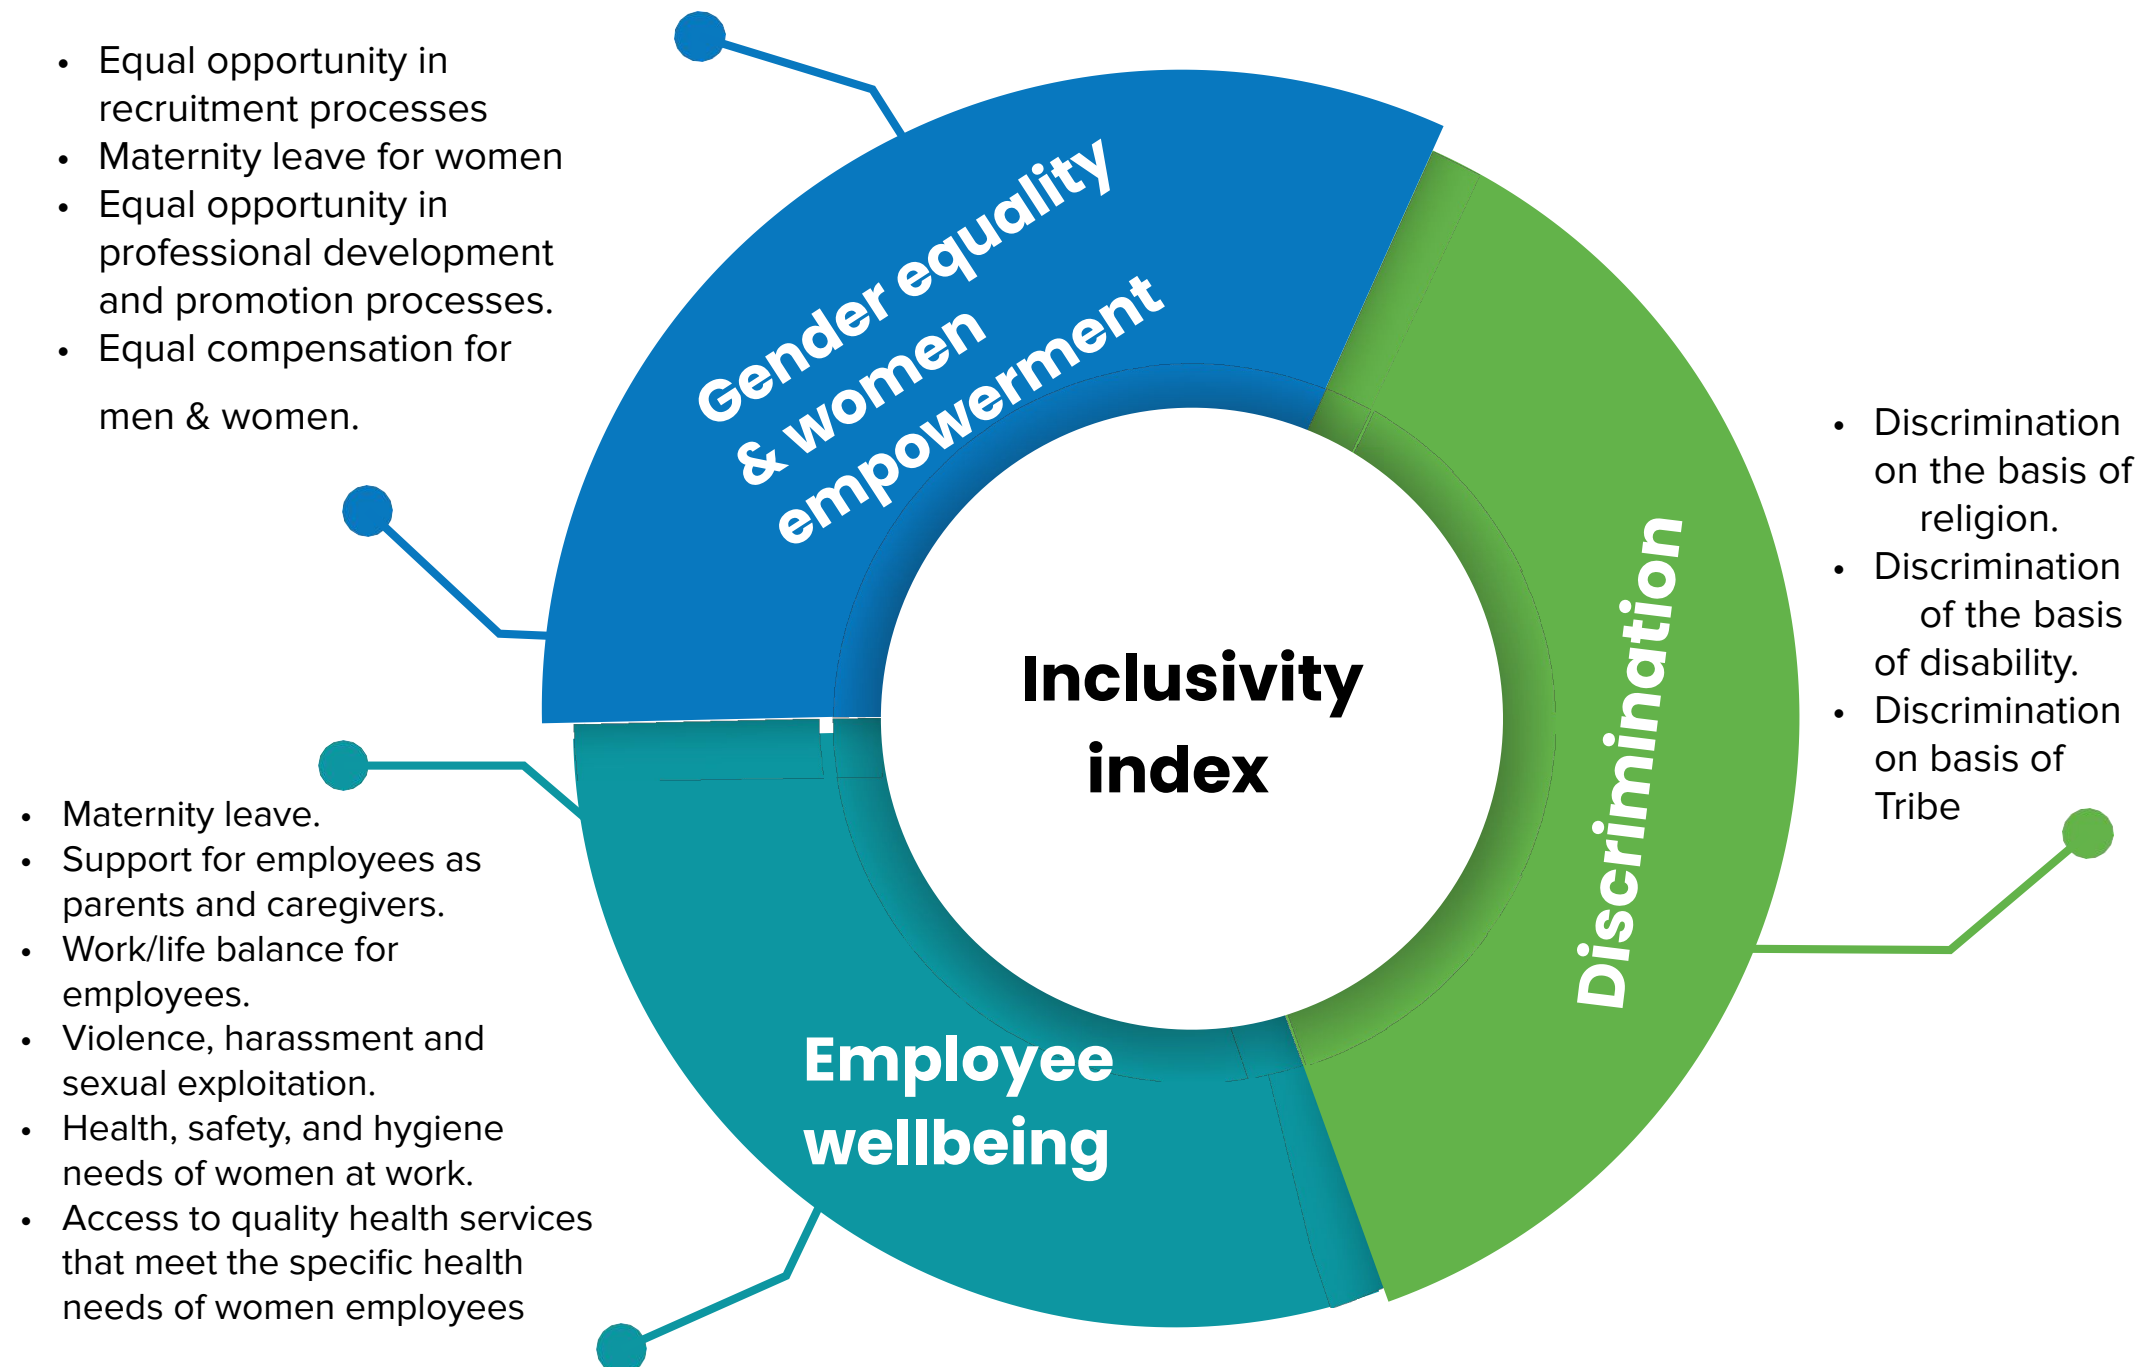 • Equal opportunity in
recruitment processes
• Maternity leave for women
• Equal opportunity in
professional development
and promotion processes.
• Equal compensation for
men & women.
Gender equality
& women
empowerment
Inclusivity
index
Discrimination
• Discrimination
on the basis of
religion.
• Discrimination
of the basis
of disability.
• Discrimination
on basis of
Tribe
• Maternity leave.
• Support for employees as
parents and caregivers.
• Work/life balance for
employees.
• Violence, harassment and
sexual exploitation.
• Health, safety, and hygiene
needs of women at work.
• Access to quality health services
that meet the specific health
needs of women employees
Employee
wellbeing